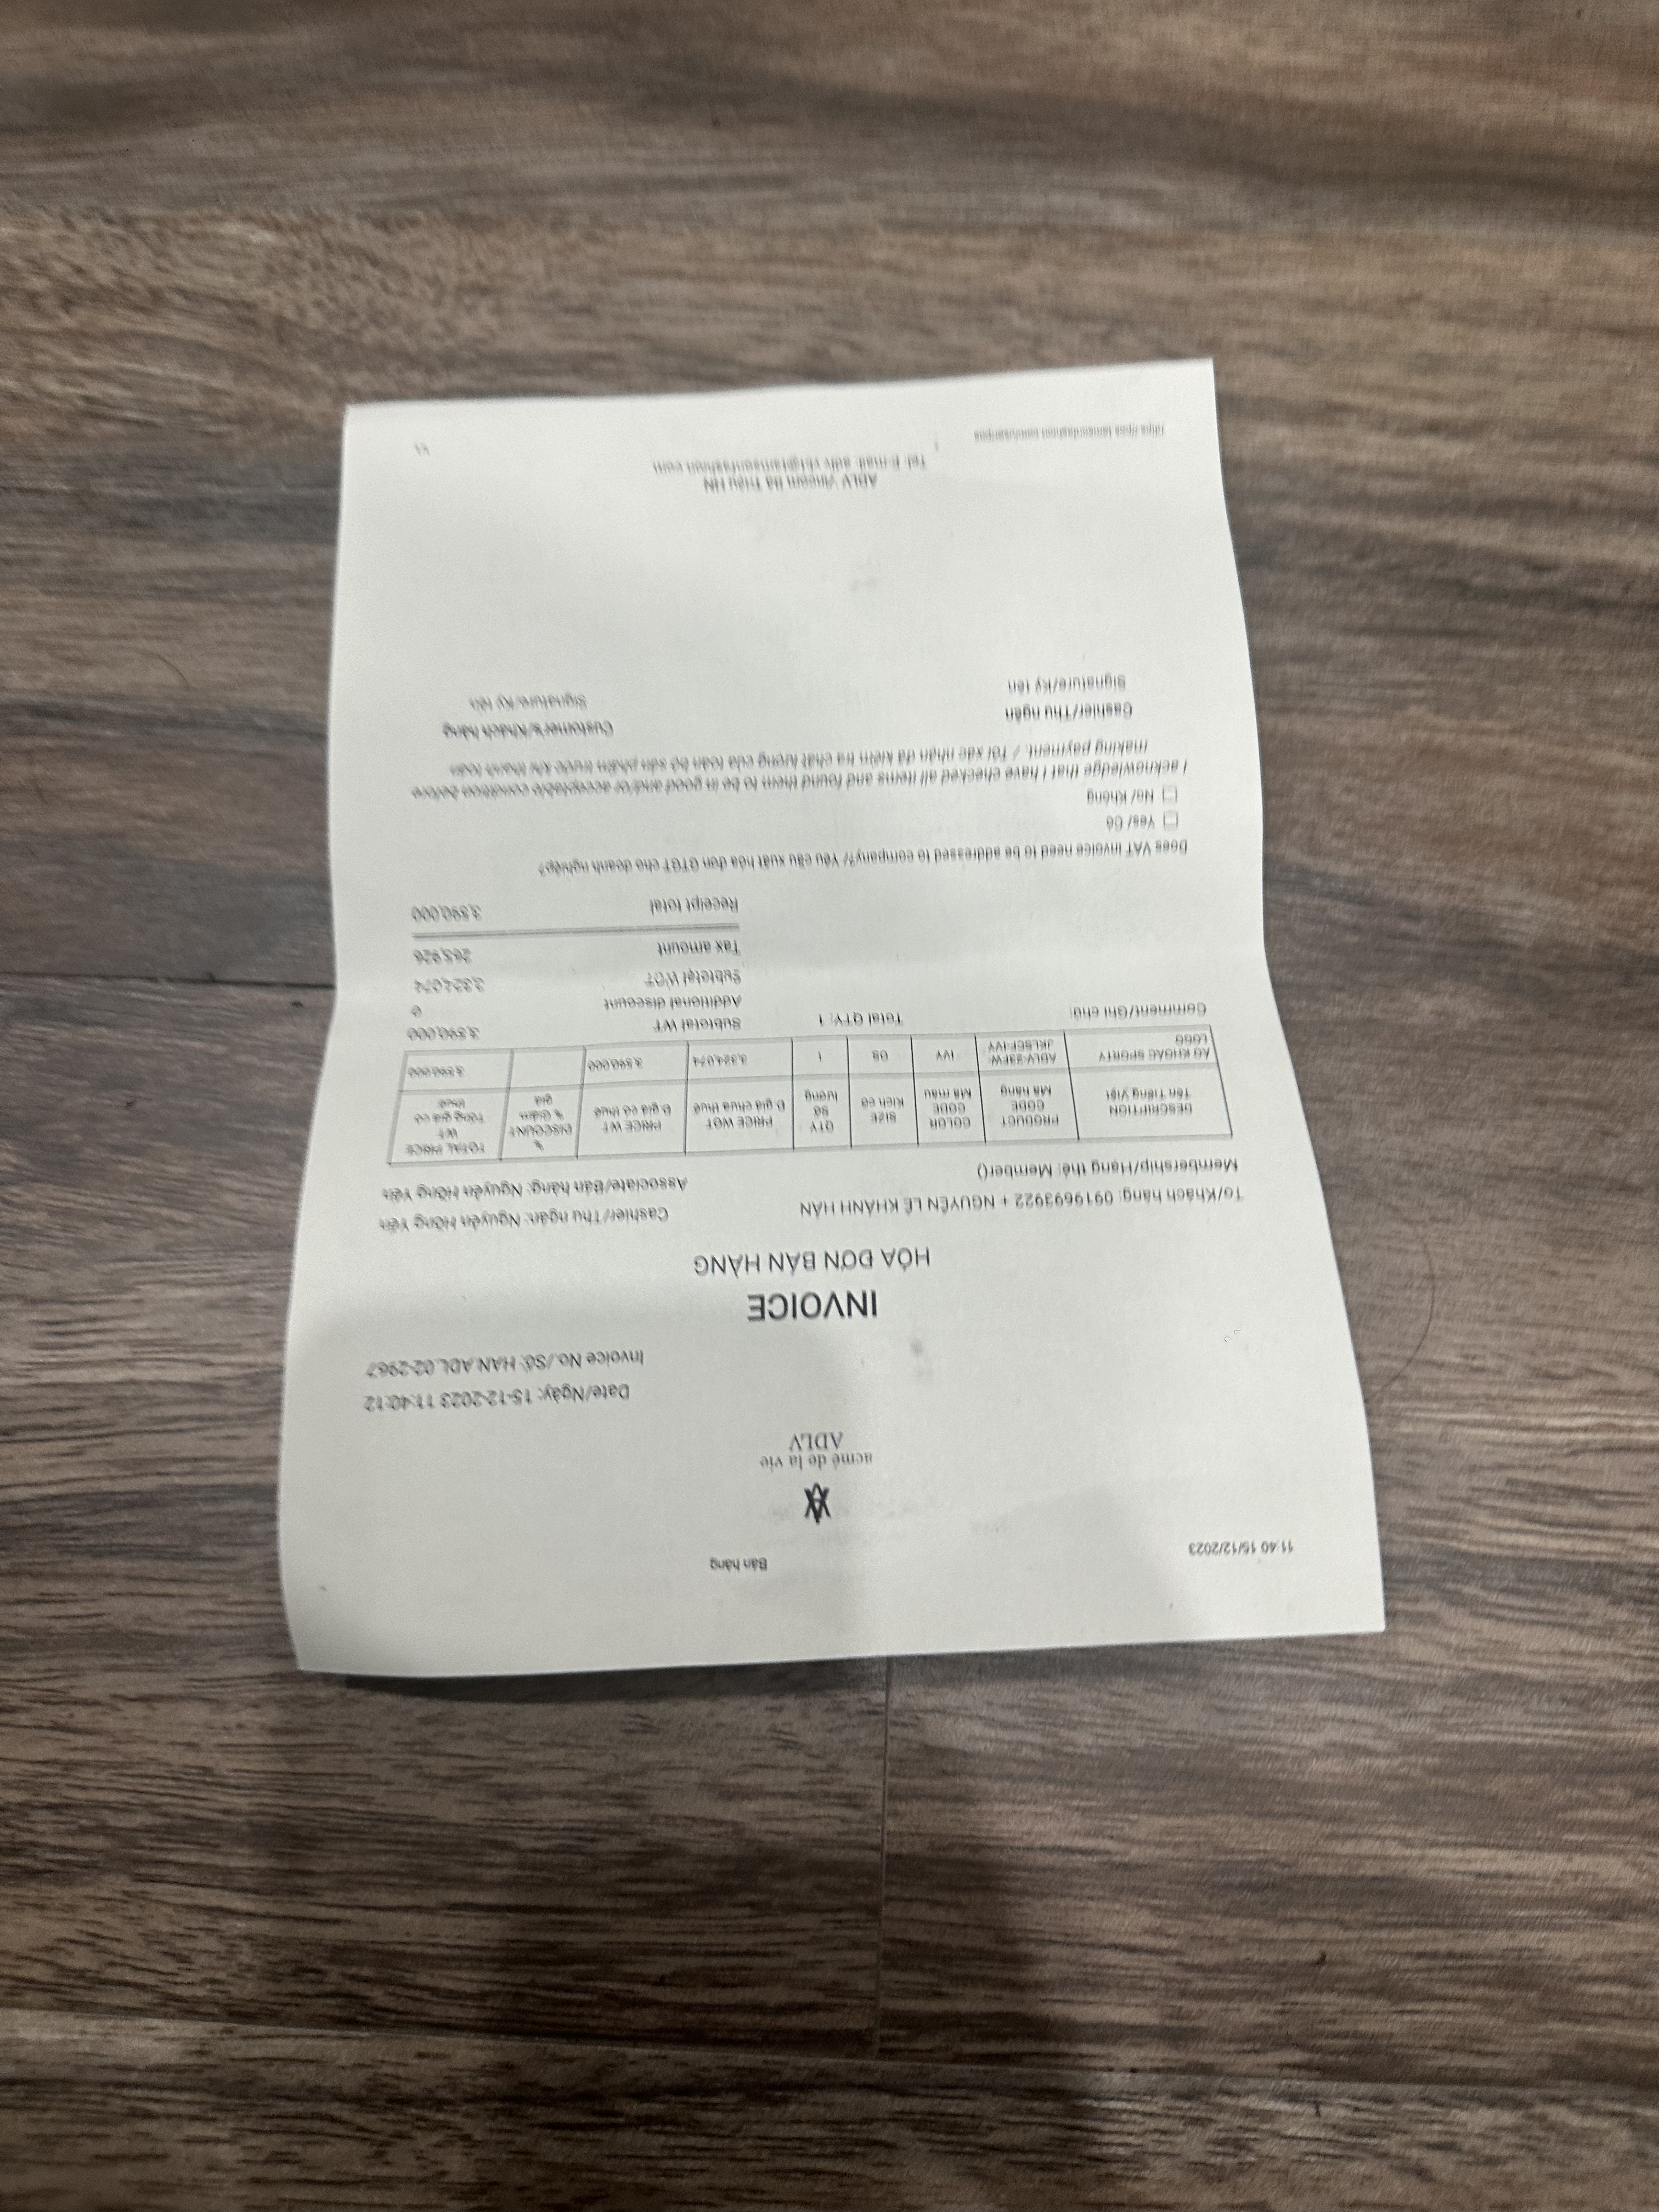 11:40 15/12/2023
Bán hàng
acmé de la vie
ADLV
Date/Ngày: 15-12-2023 11:40:12
Invoice No./Số: HAN.ADL.02-2967
INVOICE
HÓA ĐƠN BÁN HÀNG
To/Khách hàng: 0919693922 + NGUYỄN LÊ KHÁNH HÂN
Cashier/Thu ngân: Nguyễn Hồng Yến
Membership/Hạng thẻ: Member()
Associate/Bán hàng: Nguyễn Hồng Yến
DESCRIPTION
Tên Tiếng Việt
PRODUCT
CODE
Mã hàng
COLOR
CODE
Mã màu
SIZE
Kích cỡ
QTY
Số
lượng
PRICE WOT
Đ giá chưa thuế
PRICE WT
Đ giá có thuế
%
DISCOUNT
% Giảm
giá
TOTAL PRICE
WT
Tổng giá có
thuế
ÁO KHOÁC SPORTY
LOGO
ADLV-23FW-
IVY
1
3,324,074
3,590,000
3,590,000
Comment/Ghi chú:
Total QTY: 1
Subtotal WT 3,590,000
Additional discount 0
Subtotal WOT 3,324,074
Tax amount 265,926
Receipt total 3,590,000
Does VAT invoice need to be addressed to company?/ Yêu cầu xuất hóa đơn GTGT cho doanh nghiệp?
Yes/ Có
No/ Không
I acknowledge that I have checked all items and found them to be in good and/or acceptable condition before
making payment. / Tôi xác nhận đã kiểm tra chất lượng của toàn bộ sản phẩm trước khi thanh toán
Cashier/Thu ngân
Signature/Ký tên
Customer's/Khách hàng
Signature/Ký tên
ADLV Vincom Bà Triệu HN
Tel: E-mail: